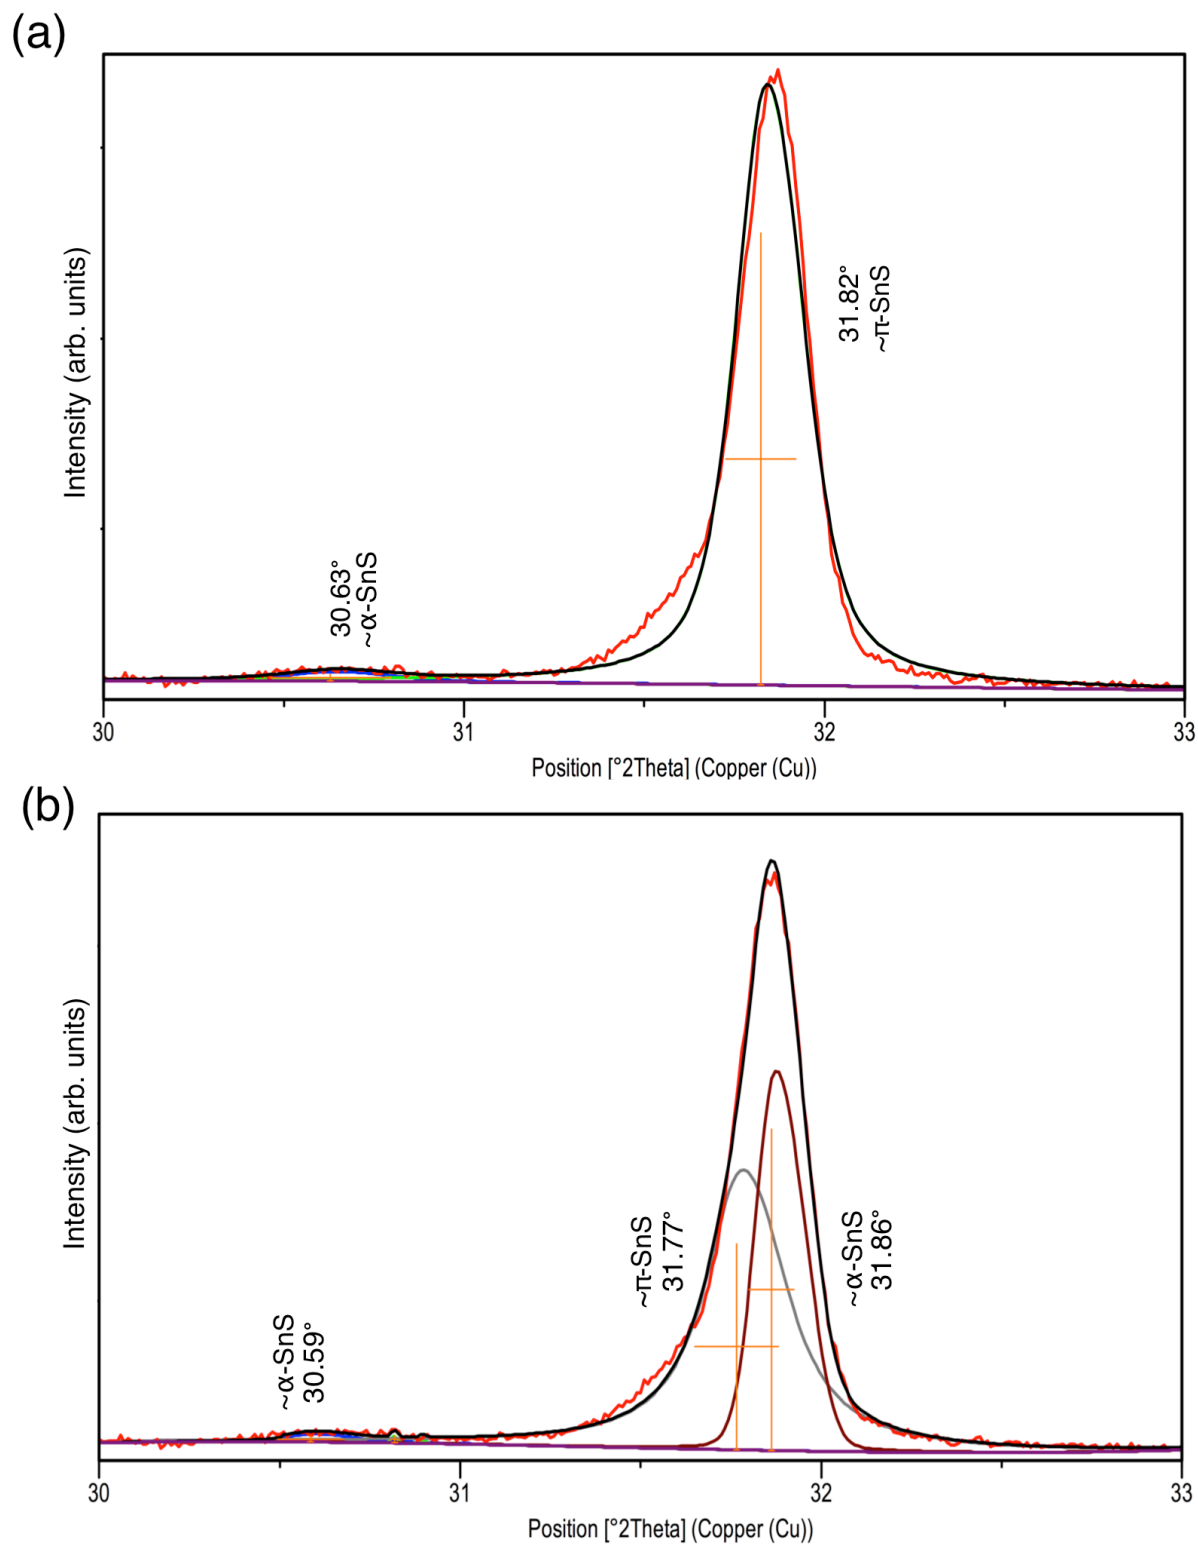 (a)
Intensity (arb. units)
30.63°
~α-SnS
31.82°
~π-SnS
30
31
32
33
Position [°2Theta] (Copper (Cu))
(b)
Intensity (arb. units)
~α-SnS
30.59°
~π-SnS
31.77°
~α-SnS
31.86°
30
31
32
33
Position [°2Theta] (Copper (Cu))